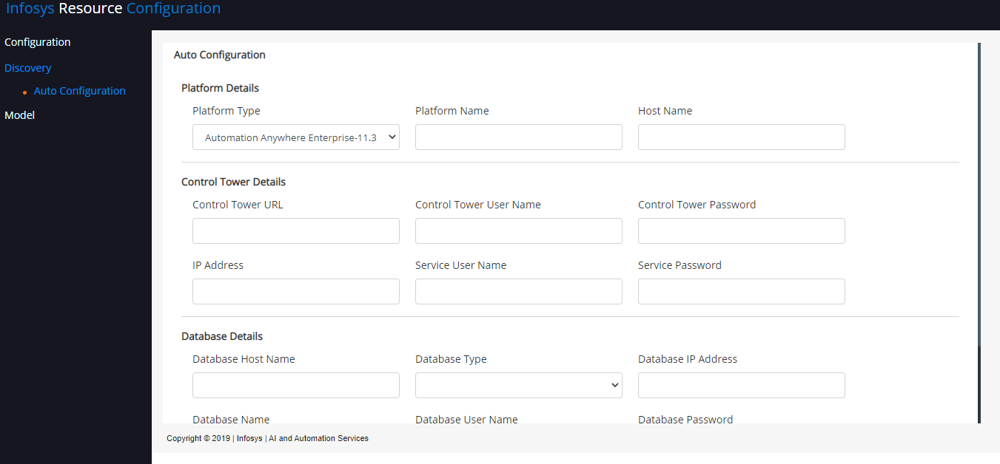 Infosys Resource Configuration
Configuration
Discovery
Auto Configuration
Model
Auto Configuration
Platform Details
Platform Type Platform Name Host Name
Automation Anywhere Enterprise-11.3
Control Tower Details
Control Tower URL Control Tower User Name Control Tower Password
IP Address Service User Name Service Password
Database Details
Database Host Name Database Type Database IP Address
Database Name Database User Name Database Password
Copyright © 2019 | Infosys | AI and Automation Services